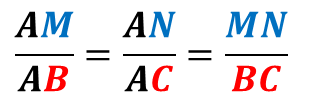 AM/AB = AN/AC = MN/BC